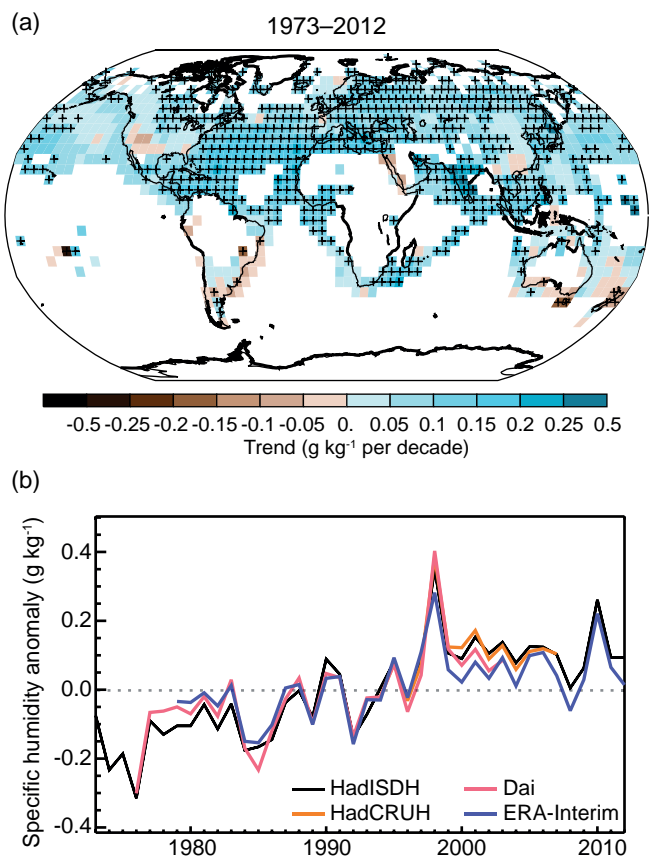 (a)
1973–2012
-0.5 -0.25 -0.2 -0.15 -0.1 -0.05 0. 0.05 0.1 0.15 0.2 0.25 0.5
Trend (g kg⁻¹ per decade)
(b)
Specific humidity anomaly (g kg⁻¹)
0.4
0.2
0.0
-0.2
-0.4
HadISDH Dai
HadCRUH ERA-Interim
1980 1990 2000 2010